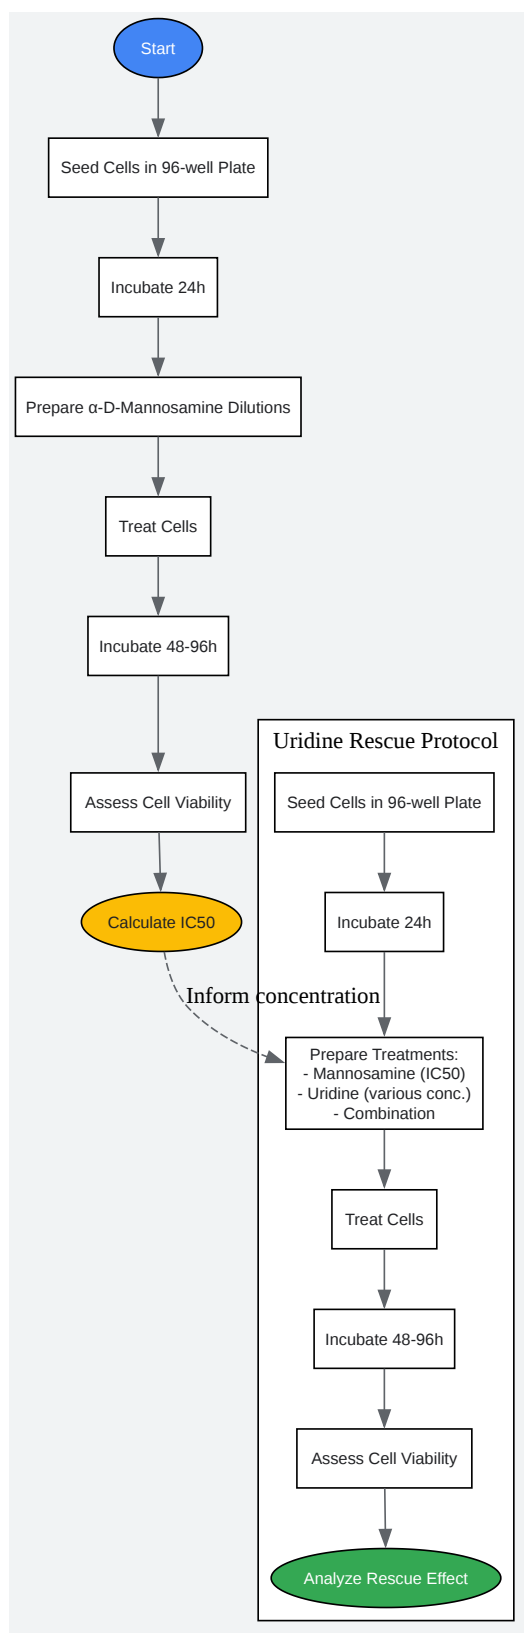 Start
Seed Cells in 96-well Plate
Incubate 24h
Prepare α-D-Mannosamine Dilutions
Treat Cells
Incubate 48-96h
Assess Cell Viability
Calculate IC50
Inform concentration
Uridine Rescue Protocol
Seed Cells in 96-well Plate
Incubate 24h
Prepare Treatments:
- Mannosamine (IC50)
- Uridine (various conc.)
- Combination
Treat Cells
Incubate 48-96h
Assess Cell Viability
Analyze Rescue Effect